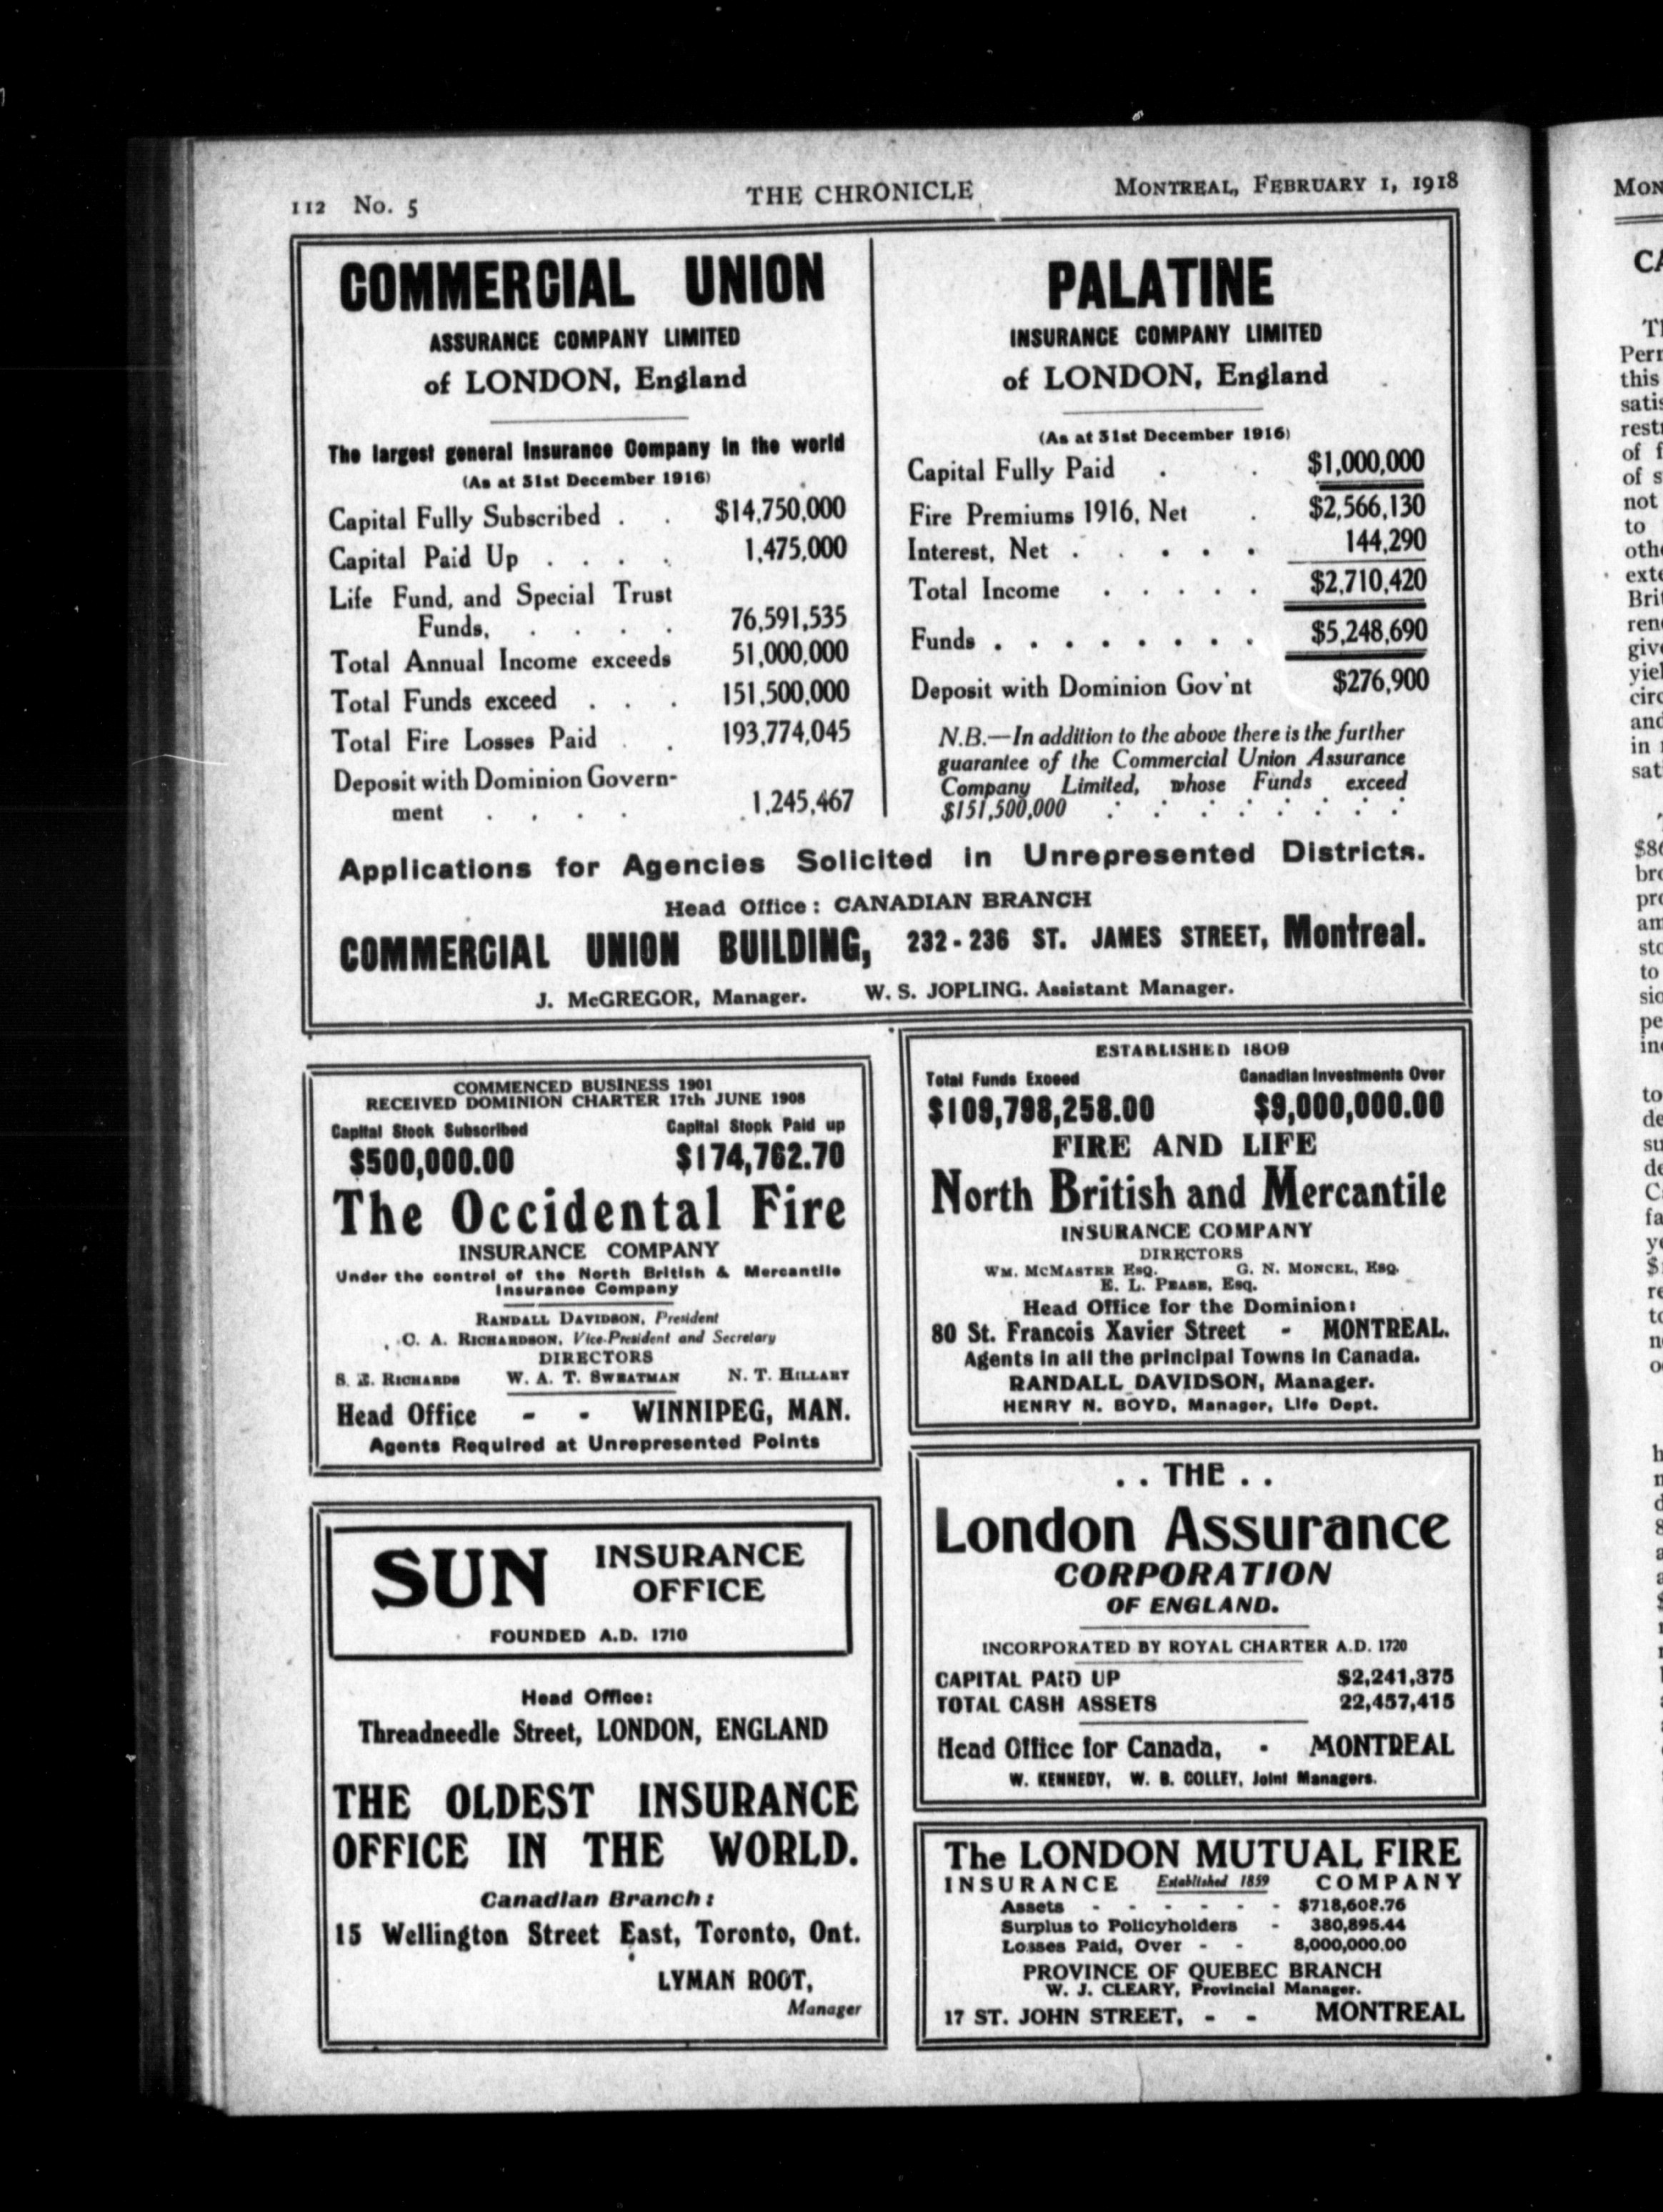 112 No. 5
THE CHRONICLE
MONTREAL, FEBRUARY 1, 1918
COMMERCIAL UNION
ASSURANCE COMPANY LIMITED
of LONDON, England
The largest general Insurance Company in the world
(As at 31st December 1916)
Capital Fully Subscribed . . $14,750,000
Capital Paid Up . . . . 1,475,000
Life Fund, and Special Trust
Funds, . . . . 76,591,535
Total Annual Income exceeds 51,000,000
Total Funds exceed . . . 151,500,000
Total Fire Losses Paid . . 193,774,045
Deposit with Dominion Govern-
ment . . . . . 1,245,467
PALATINE
INSURANCE COMPANY LIMITED
of LONDON, England
(As at 31st December 1916)
Capital Fully Paid . . $1,000,000
Fire Premiums 1916, Net . $2,566,130
Interest, Net . . . . . 144,290
Total Income . . . . . $2,710,420
Funds . . . . . . . . $5,248,690
Deposit with Dominion Gov'nt $276,900
N.B.—In addition to the above there is the further
guarantee of the Commercial Union Assurance
Company Limited, whose Funds exceed
$151,500,000 . . . . . . . .
Applications for Agencies Solicited in Unrepresented Districts.
Head Office: CANADIAN BRANCH
COMMERCIAL UNION BUILDING, 232-236 ST. JAMES STREET, Montreal.
J. McGREGOR, Manager. W. S. JOPLING. Assistant Manager.
COMMENCED BUSINESS 1901
RECEIVED DOMINION CHARTER 17th JUNE 1908
Capital Stock Subscribed Capital Stock Paid up
$500,000.00 $174,762.70
The Occidental Fire
INSURANCE COMPANY
Under the control of the North British & Mercantile
Insurance Company
RANDALL DAVIDSON, President
C. A. RICHARDSON, Vice-President and Secretary
DIRECTORS
S. E. RICHARDS W. A. T. SWEATMAN N. T. HILLARY
Head Office - - WINNIPEG, MAN.
Agents Required at Unrepresented Points
SUN INSURANCE
OFFICE
FOUNDED A.D. 1710
Head Office:
Threadneedle Street, LONDON, ENGLAND
THE OLDEST INSURANCE
OFFICE IN THE WORLD.
Canadian Branch:
15 Wellington Street East, Toronto, Ont.
LYMAN ROOT,
Manager
ESTABLISHED 1809
Total Funds Exceed Canadian Investments Over
$109,798,258.00 $9,000,000.00
FIRE AND LIFE
North British and Mercantile
INSURANCE COMPANY
DIRECTORS
WM. MCMASTER ESQ. G. N. MONCEL, ESQ.
E. L. PEASE, ESQ.
Head Office for the Dominion:
80 St. Francois Xavier Street - MONTREAL.
Agents in all the principal Towns in Canada.
RANDALL DAVIDSON, Manager.
HENRY N. BOYD, Manager, Life Dept.
. . THE . .
London Assurance
CORPORATION
OF ENGLAND.
INCORPORATED BY ROYAL CHARTER A.D. 1720
CAPITAL PAID UP $2,241,375
TOTAL CASH ASSETS 22,457,415
Head Office for Canada, - MONTREAL
W. KENNEDY, W. B. COLLEY, Joint Managers.
The LONDON MUTUAL FIRE
INSURANCE Established 1859 COMPANY
Assets - - - - - - $718,608.76
Surplus to Policyholders - 380,895.44
Losses Paid, Over - - 8,000,000.00
PROVINCE OF QUEBEC BRANCH
W. J. CLEARY, Provincial Manager.
17 ST. JOHN STREET, - - MONTREAL